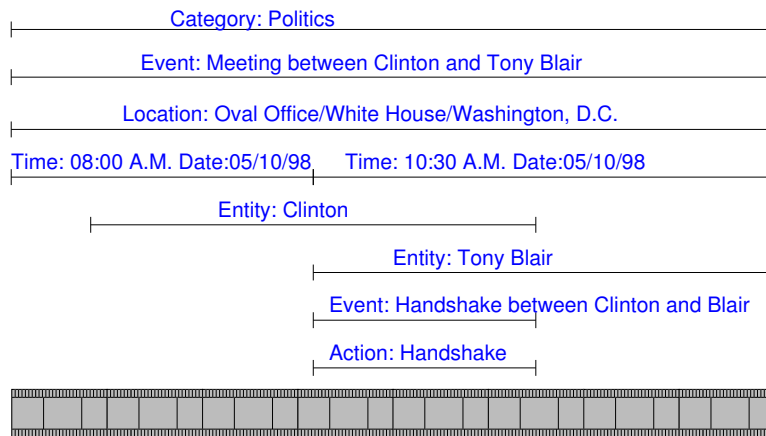 Category: Politics
Event: Meeting between Clinton and Tony Blair
Location: Oval Office/White House/Washington, D.C.
Time: 08:00 A.M. Date:05/10/98 Time: 10:30 A.M. Date:05/10/98
Entity: Clinton
Entity: Tony Blair
Event: Handshake between Clinton and Blair
Action: Handshake